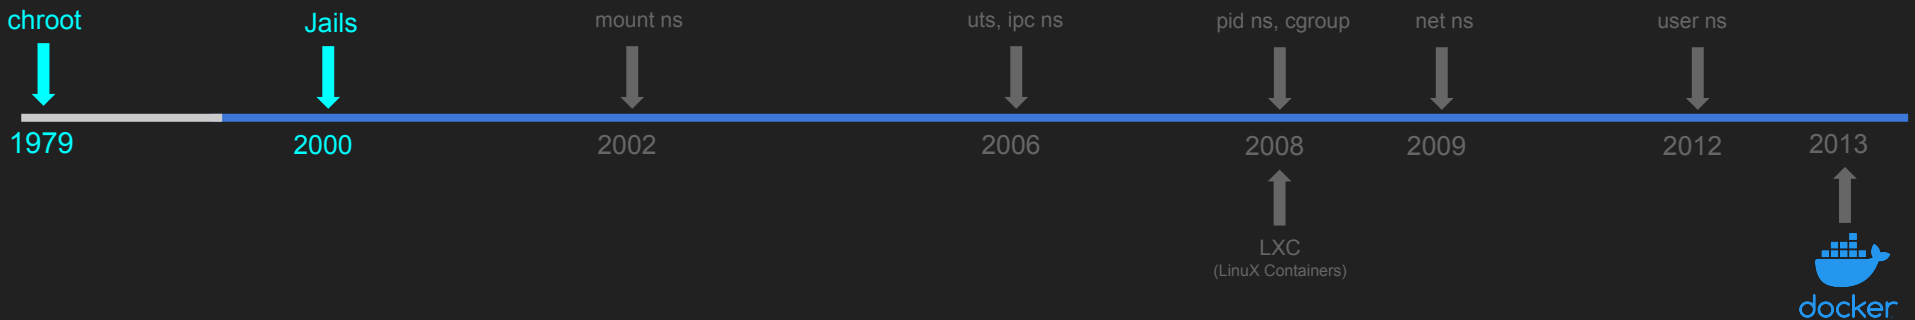 chroot
Jails
mount ns
uts, ipc ns
pid ns, cgroup
net ns
user ns
1979
2000
2002
2006
2008
2009
2012
2013
LXC
(LinuX Containers)
docker